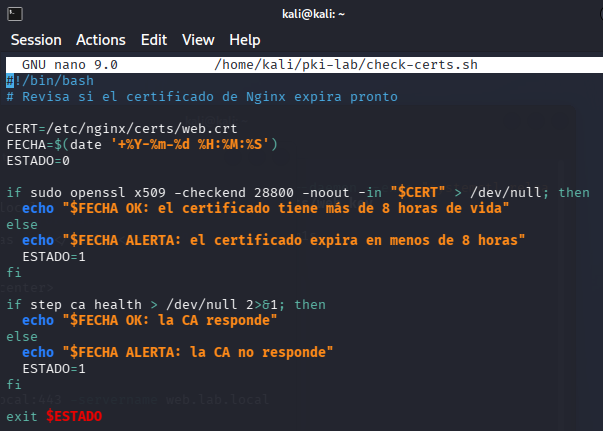 kali@kali: ~
Session Actions Edit View Help
GNU nano 9.0 /home/kali/pki-lab/check-certs.sh
#!/bin/bash
# Revisa si el certificado de Nginx expira pronto
CERT=/etc/nginx/certs/web.crt
FECHA=$(date '+%Y-%m-%d %H:%M:%S')
ESTADO=0
if sudo openssl x509 -checkend 28800 -noout -in "$CERT" > /dev/null; then
echo "$FECHA OK: el certificado tiene más de 8 horas de vida"
else
echo "$FECHA ALERTA: el certificado expira en menos de 8 horas"
ESTADO=1
fi
if step ca health > /dev/null 2>&1; then
echo "$FECHA OK: la CA responde"
else
echo "$FECHA ALERTA: la CA no responde"
ESTADO=1
fi
exit $ESTADO